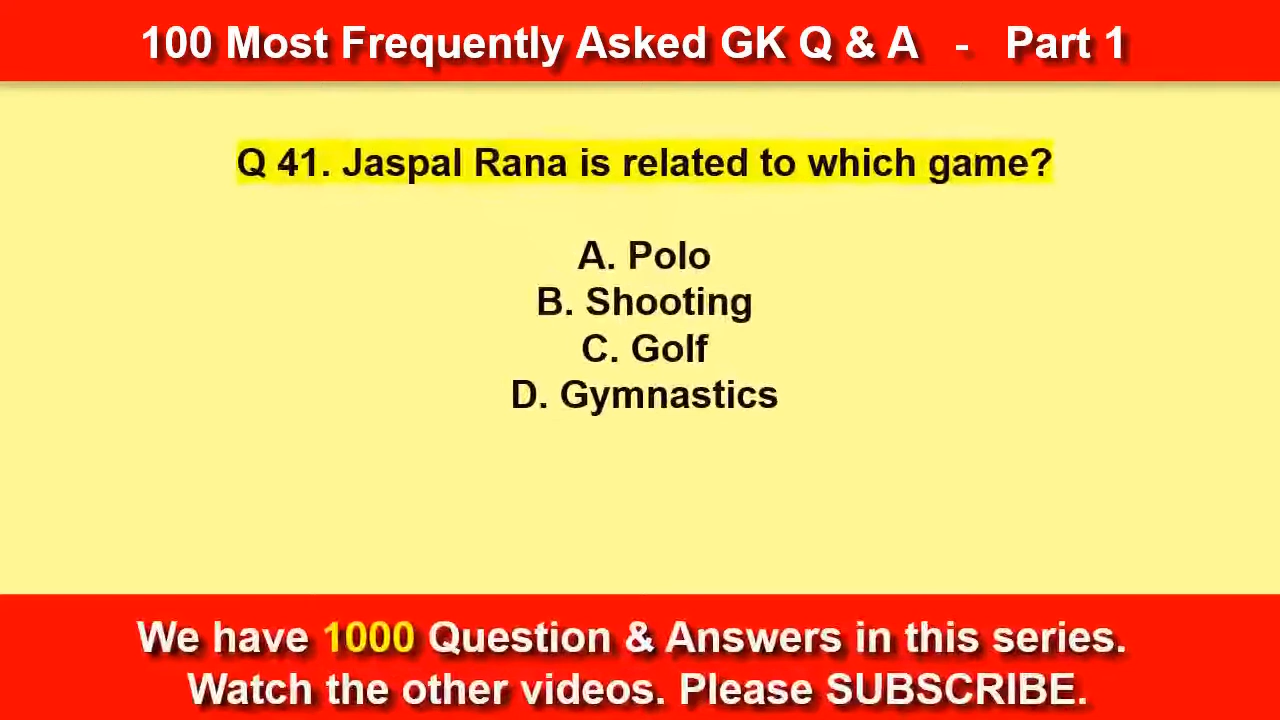 100 Most Frequently Asked GK Q & A - Part 1
Q 41. Jaspal Rana is related to which game?
A. Polo
B. Shooting
C. Golf
D. Gymnastics
We have 1000 Question & Answers in this series.
Watch the other videos. Please SUBSCRIBE.